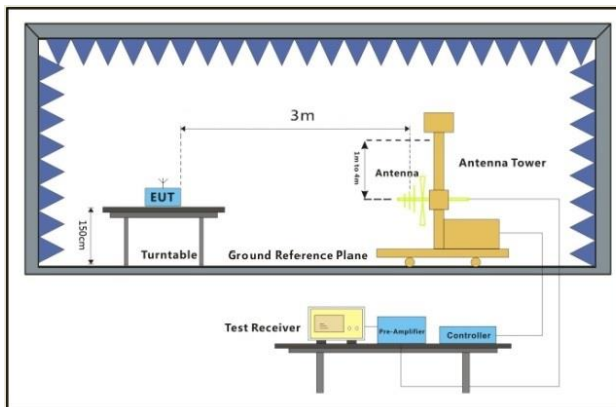 3m
1m to 4m
Antenna
Antenna Tower
EUT
150cm
Turntable
Ground Reference Plane
Test Receiver
Pre-Amplifier
Controller